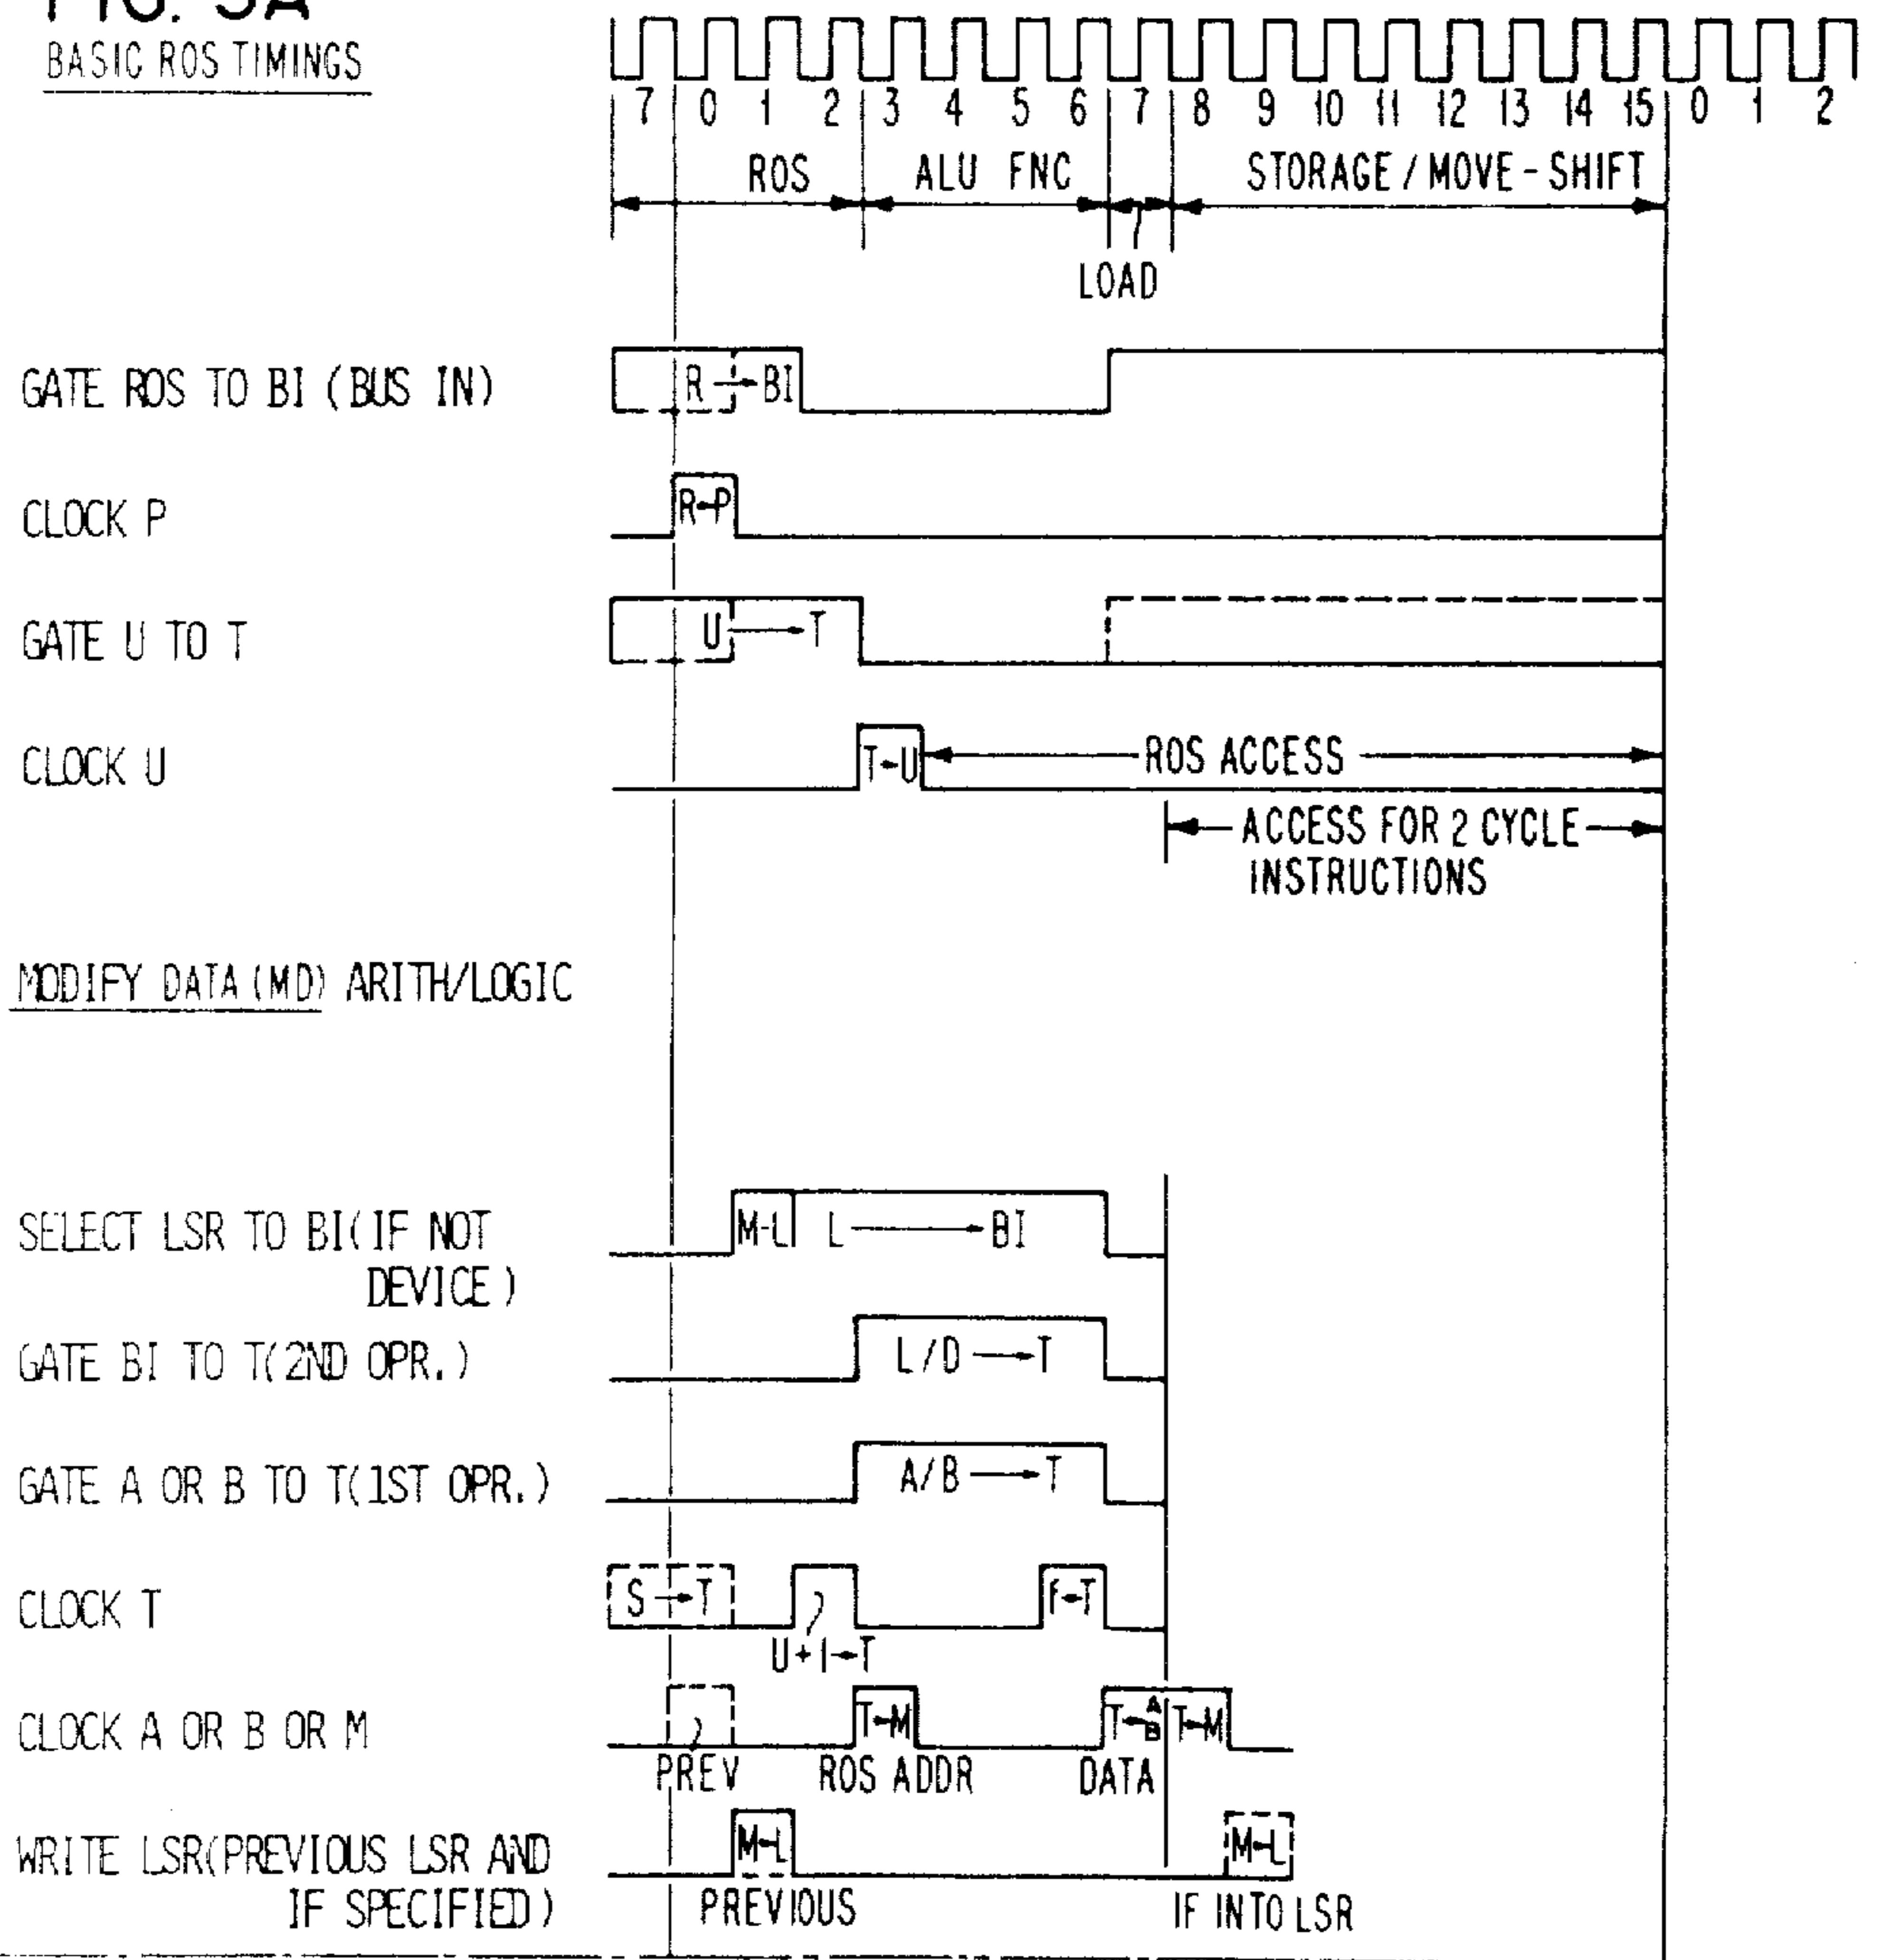 FIG. 5A
BASIC ROS TIMINGS
7 0 1 2 3 4 5 6 7 8 9 10 11 12 13 14 15 0 1 2
ROS ALU FNC STORAGE / MOVE - SHIFT
LOAD
GATE ROS TO BI (BUS IN) R→BI
CLOCK P R←P
GATE U TO T U→T
CLOCK U T←U ROS ACCESS
ACCESS FOR 2 CYCLE
INSTRUCTIONS
MODIFY DATA (MD) ARITH/LOGIC
SELECT LSR TO BI(IF NOT M-L L→BI
DEVICE)
GATE BI TO T(2ND OPR.) L/D→T
GATE A OR B TO T(1ST OPR.) A/B→T
CLOCK T S→T F←T
U+1←T
CLOCK A OR B OR M T←M T←A B T←M
PREV ROS ADDR DATA
WRITE LSR(PREVIOUS LSR AND M←L M←L
IF SPECIFIED) PREVIOUS IF INTO LSR